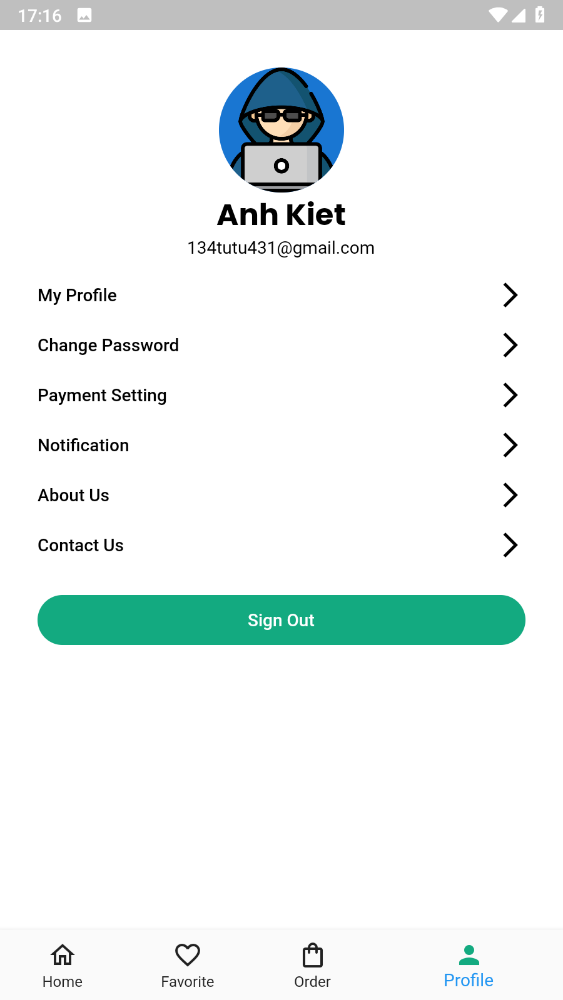 17:16
Anh Kiet
134tutu431@gmail.com
My Profile
Change Password
Payment Setting
Notification
About Us
Contact Us
Sign Out
Home
Favorite
Order
Profile